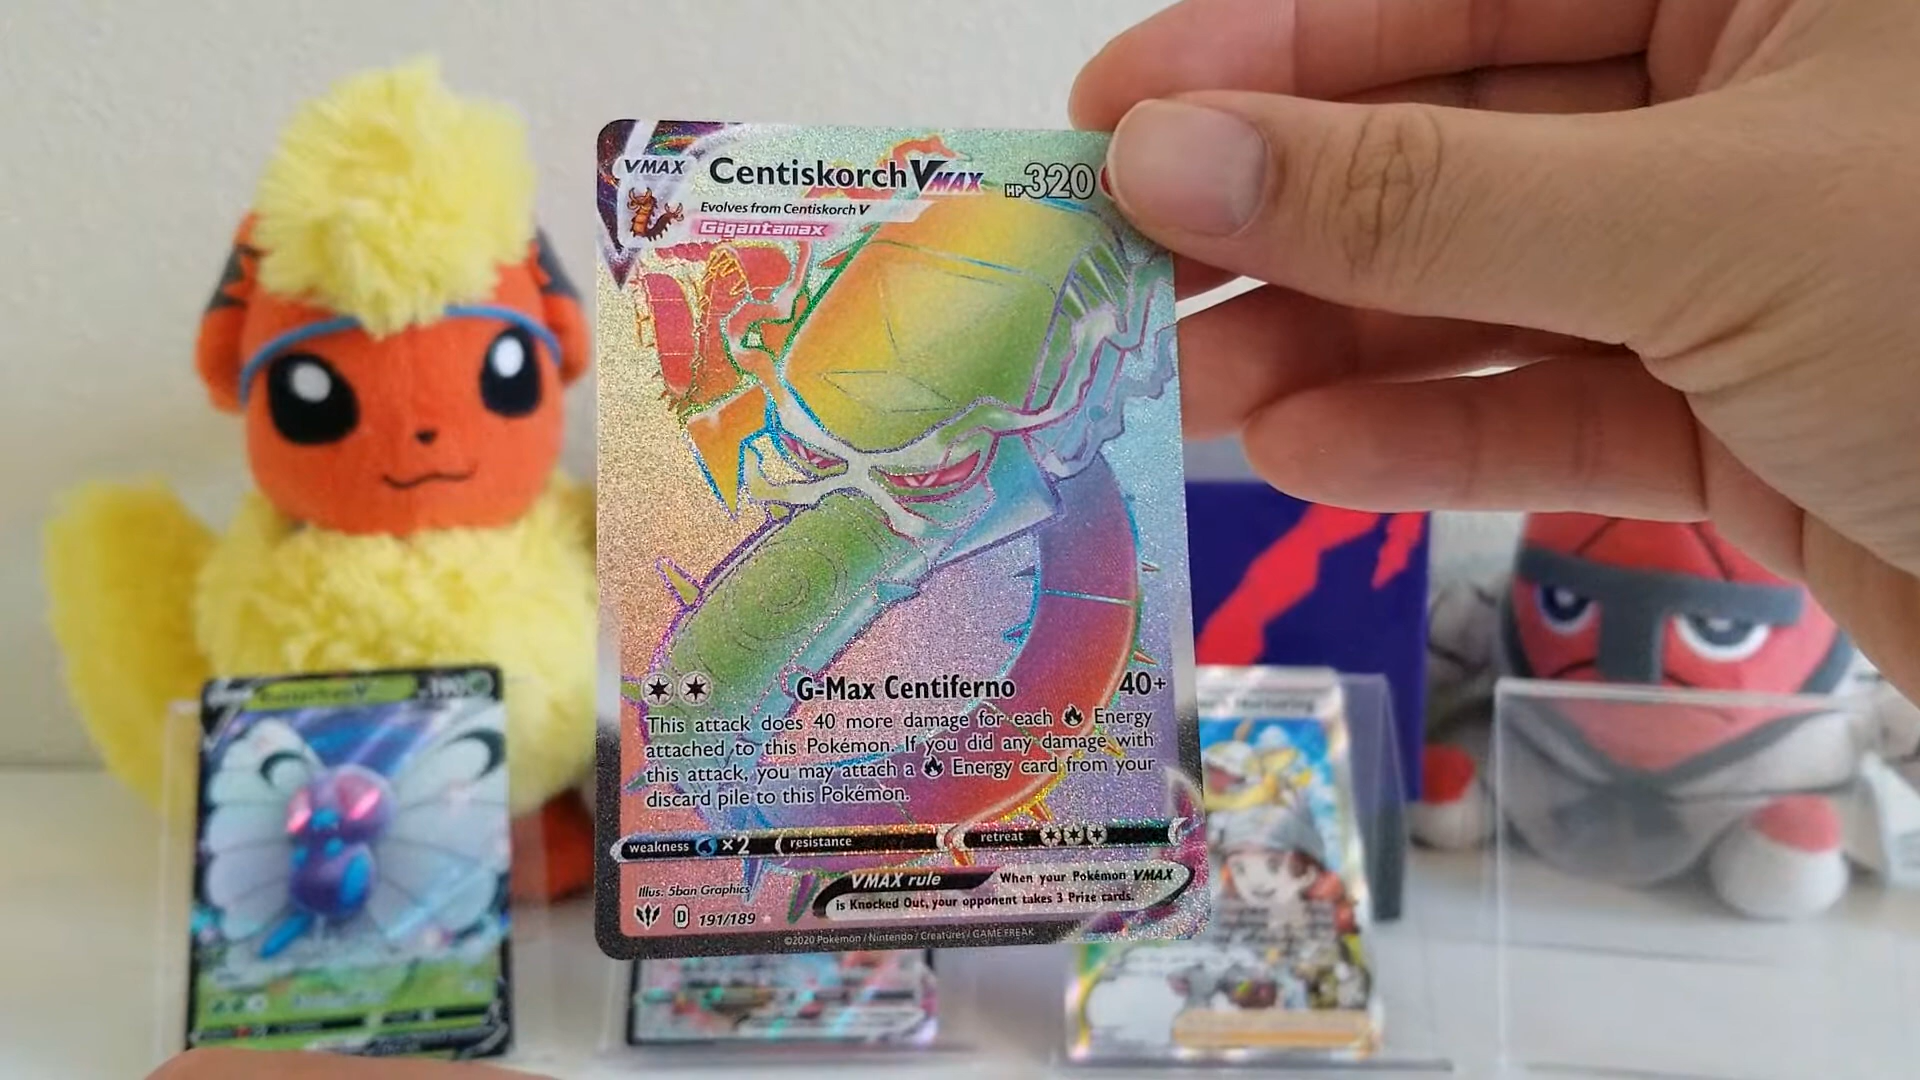 VMAX
Centiskorch VMAX HP 320
Evolves from Centiskorch V
Gigantamax
G-Max Centiferno 40+
This attack does 40 more damage for each Energy
attached to this Pokémon. If you did any damage with
this attack, you may attach a Energy card from your
discard pile to this Pokémon.
weakness ×2 resistance retreat
Illus. 5ban Graphics
VMAX rule When your Pokémon VMAX
is Knocked Out, your opponent takes 3 Prize cards.
D 191/189
©2020 Pokémon / Nintendo / Creatures / GAME FREAK